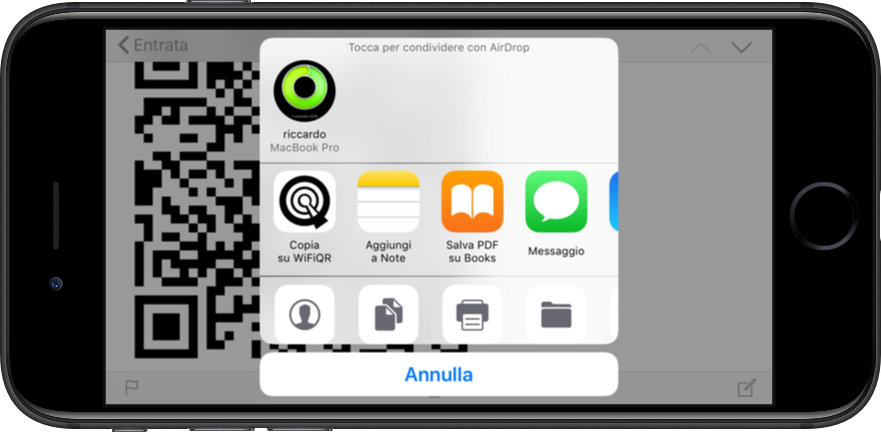 Entrata
Tocca per condividere con AirDrop
riccardo
MacBook Pro
Copia
su WiFiQR
Aggiungi
a Note
Salva PDF
su Books
Messaggio
Annulla